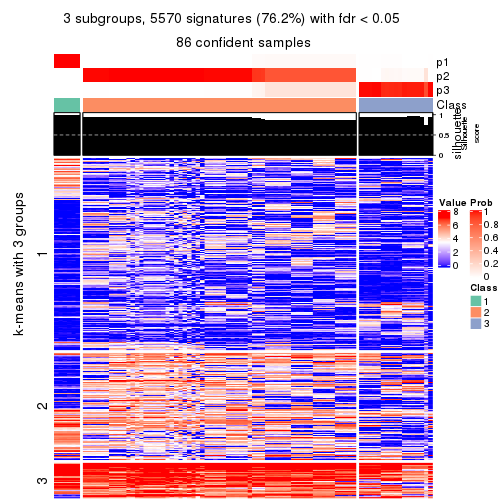 3 subgroups, 5570 signatures (76.2%) with fdr < 0.05
86 confident samples
p1
p2
p3
Class
silhouette
Silhouette
score
1
0.5
0
k-means with 3 groups
1
2
3
Value
8
6
4
2
0
Prob
1
0.8
0.6
0.4
0.2
0
Class
1
2
3